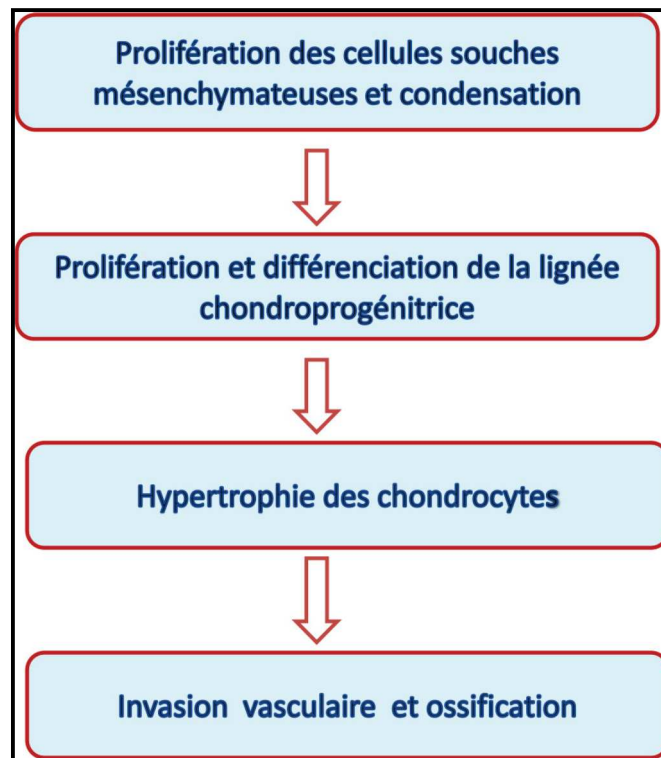 Prolifération des cellules souches
mésenchymateuses et condensation
Prolifération et différenciation de la lignée
chondroprogénitrice
Hypertrophie des chondrocytes
Invasion vasculaire et ossification